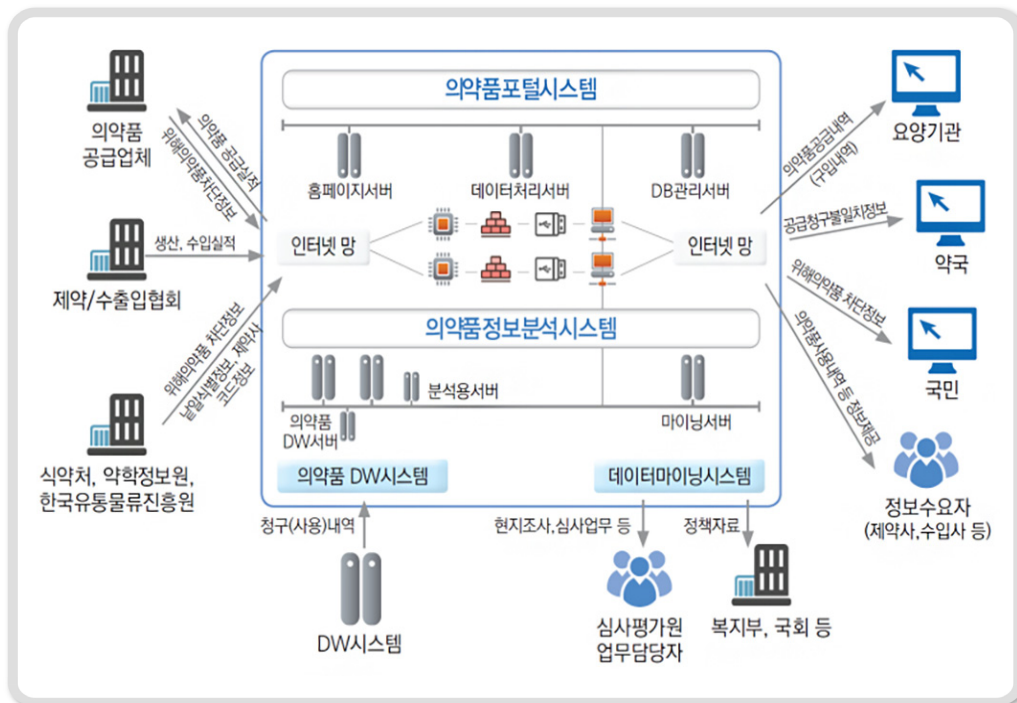 의약품포털시스템
홈페이지서버
데이터처리서버
DB관리서버
인터넷 망
인터넷 망
의약품정보분석시스템
분석용서버
의약품
DW서버
마이닝서버
의약품 DW시스템
데이터마이닝시스템
의약품
공급업체
의약품 공급실적
위해의약품차단정보
제약/수출입협회
생산, 수입실적
식약처, 약학정보원,
한국유통물류진흥원
위해의약품 차단정보
낱알식별정보, 제약사
코드정보
청구(사용)내역
DW시스템
현지조사,심사업무 등
심사평가원
업무담당자
정책자료
복지부, 국회 등
요양기관
의약품공급내역
(구입내역)
약국
공급청구불일치정보
국민
위해의약품 차단정보
정보수요자
(제약사,수입사 등)
의약품사용내역 등 정보제공